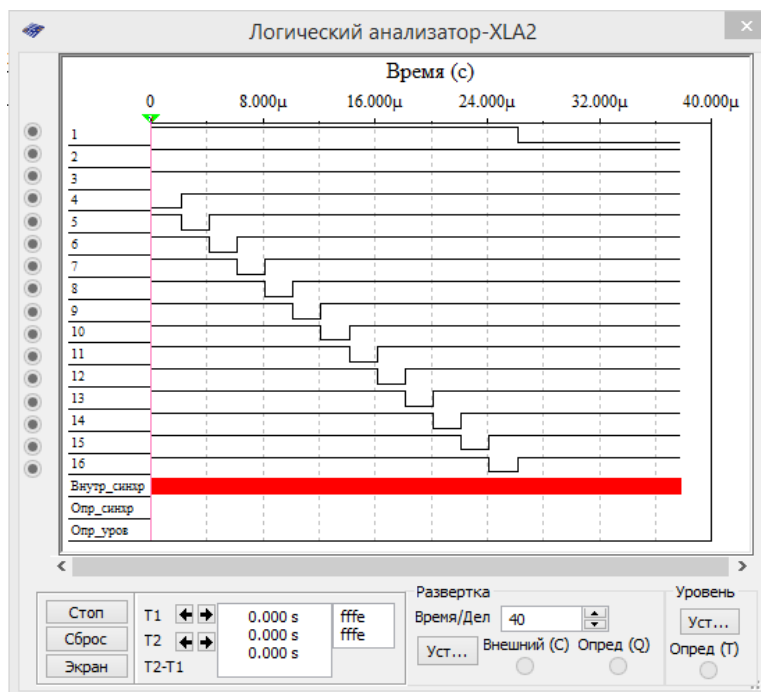 Логический анализатор-XLA2
Время (с)
0 8.000µ 16.000µ 24.000µ 32.000µ 40.000µ
1
2
3
4
5
6
7
8
9
10
11
12
13
14
15
16
Внутр_синхр
Опр_синхр
Опр_уров
Стоп
Сброс
Экран
T1 0.000 s fffe
T2 0.000 s fffe
T2-T1 0.000 s
Развертка
Время/Дел 40
Уст... Внешний (C) Опред (Q)
Уровень
Уст...
Опред (T)